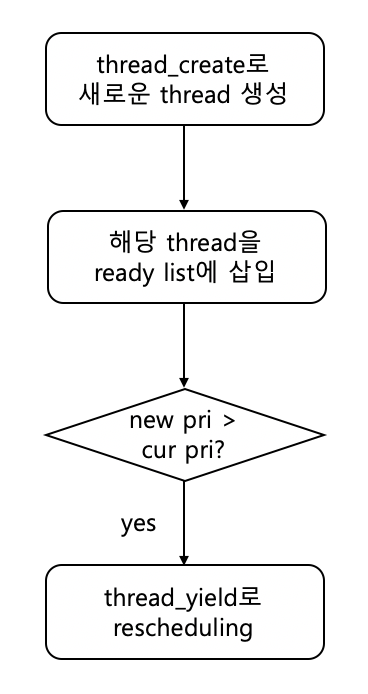 thread_create로
새로운 thread 생성
해당 thread을
ready list에 삽입
new pri >
cur pri?
yes
thread_yield로
rescheduling